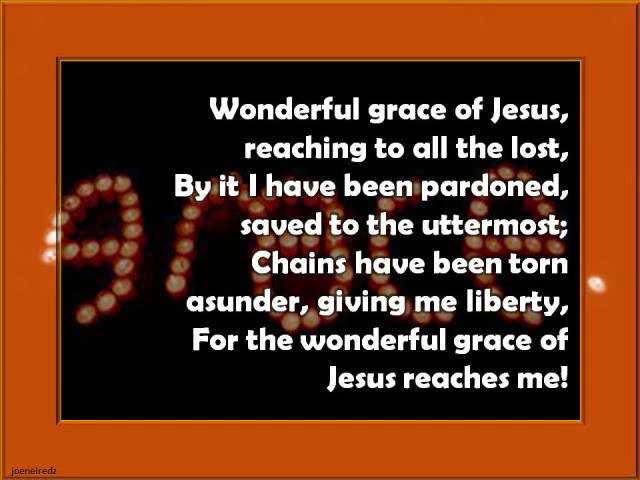 Wonderful grace of Jesus,
reaching to all the lost,
By it I have been pardoned,
saved to the uttermost;
Chains have been torn
asunder, giving me liberty,
For the wonderful grace of
Jesus reaches me!
grace
joenelredz